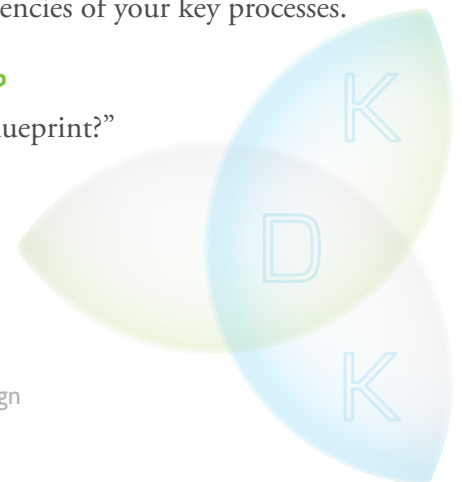 encies of your key processes.
ueprint?”
K
D
K
gn